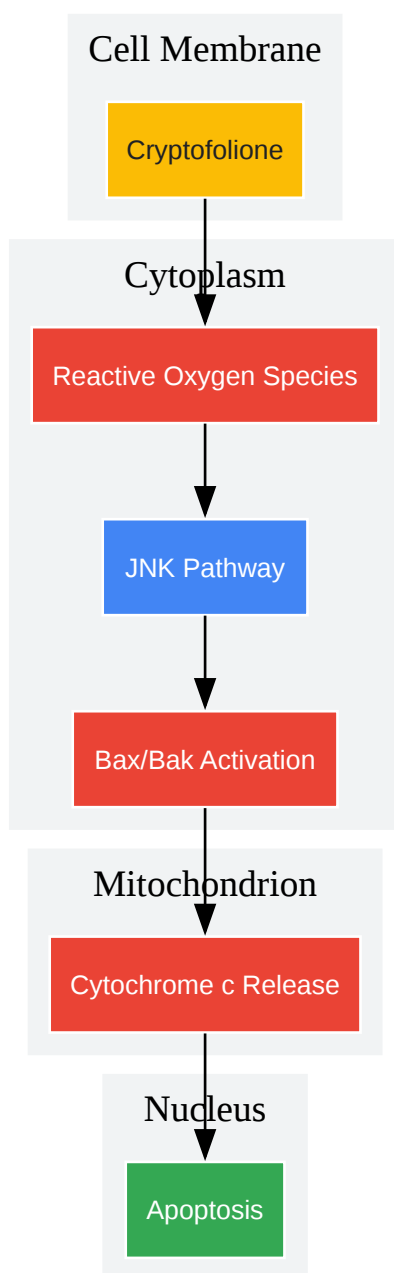 Cell Membrane
Cryptofolione
Cytoplasm
Reactive Oxygen Species
JNK Pathway
Bax/Bak Activation
Mitochondrion
Cytochrome c Release
Nucleus
Apoptosis